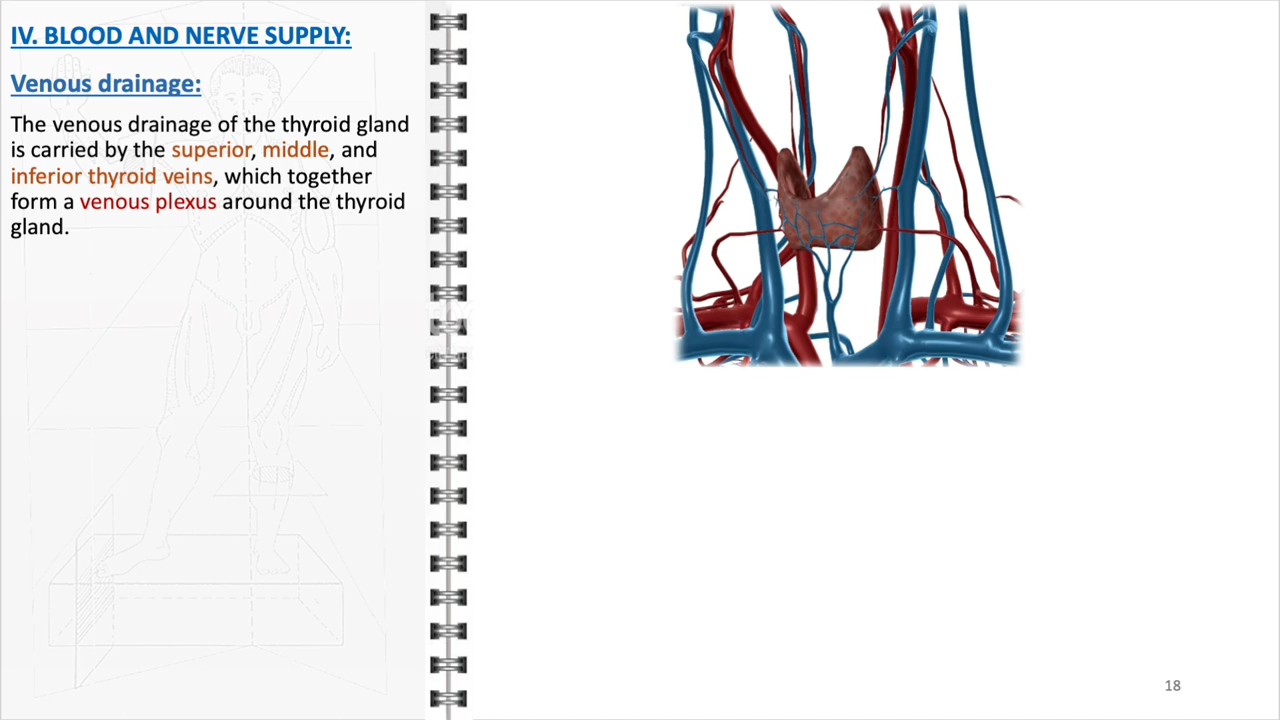 IV. BLOOD AND NERVE SUPPLY:
Venous drainage:
The venous drainage of the thyroid gland
is carried by the superior, middle, and
inferior thyroid veins, which together
form a venous plexus around the thyroid
gland.
18